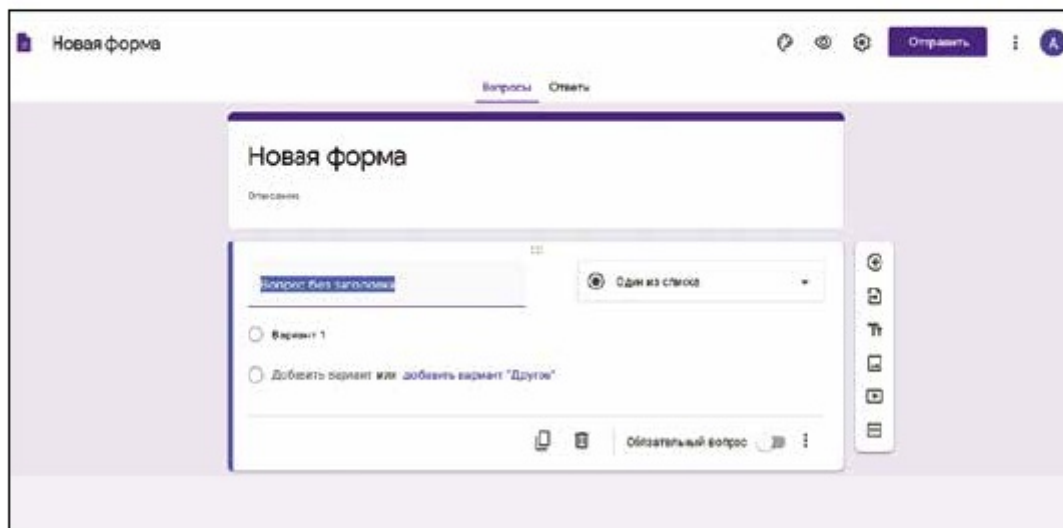 Новая форма
Отправить
А
Вопросы Ответы
Новая форма
Описание
Вопрос без заголовка
Один из списка
Вариант 1
Добавить вариант или добавить вариант "Другое"
Обязательный вопрос
Tт